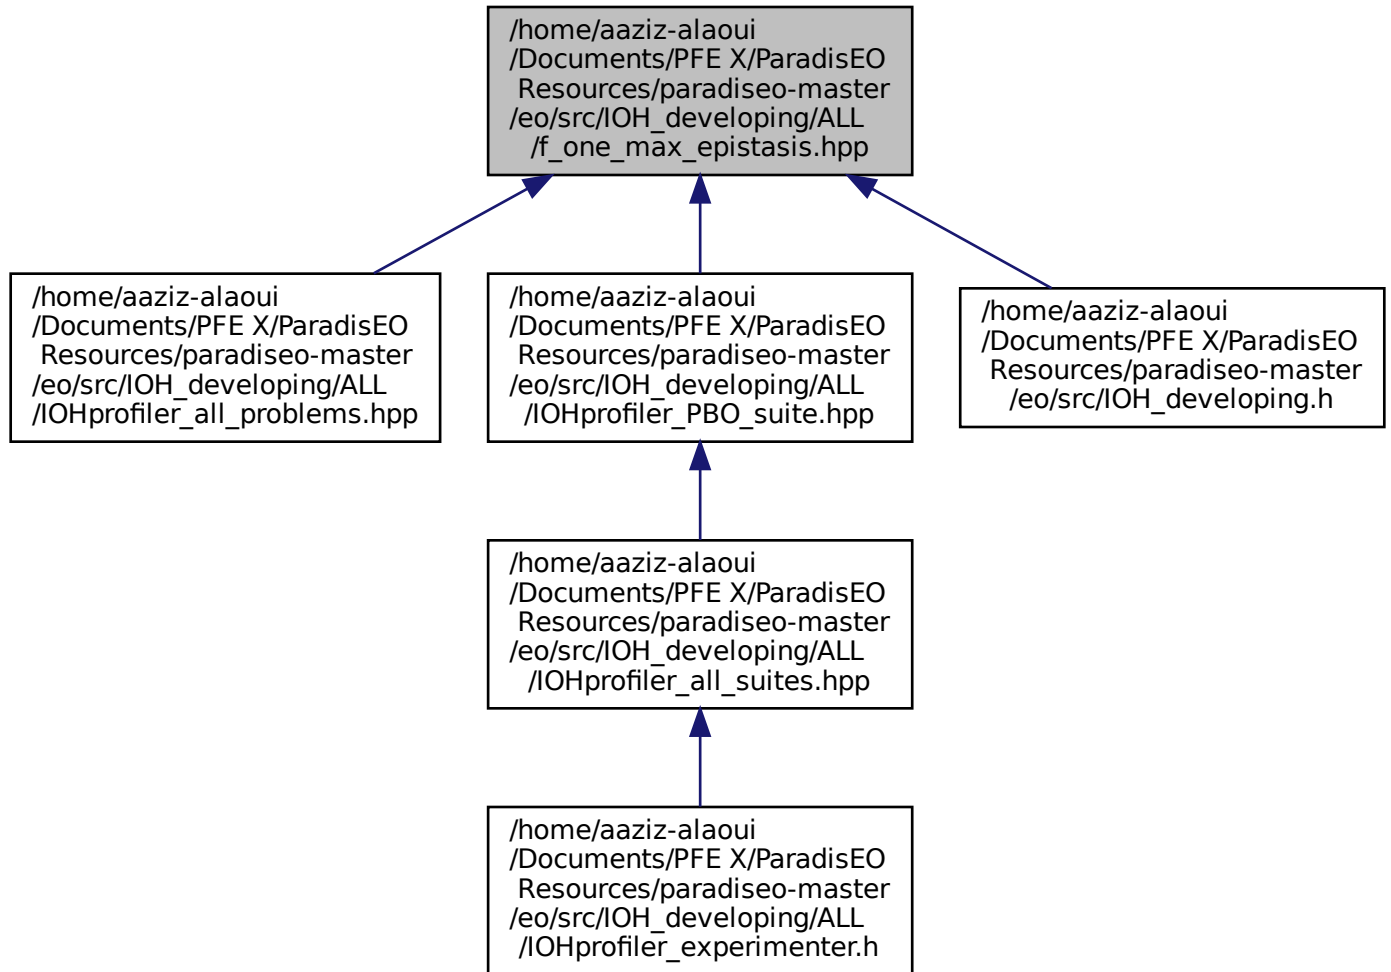 /home/aaziz-alaoui
/Documents/PFE X/ParadisEO
Resources/paradiseo-master
/eo/src/IOH_developing/ALL
/f_one_max_epistasis.hpp
/home/aaziz-alaoui
/Documents/PFE X/ParadisEO
Resources/paradiseo-master
/eo/src/IOH_developing/ALL
/IOHprofiler_all_problems.hpp
/home/aaziz-alaoui
/Documents/PFE X/ParadisEO
Resources/paradiseo-master
/eo/src/IOH_developing/ALL
/IOHprofiler_PBO_suite.hpp
/home/aaziz-alaoui
/Documents/PFE X/ParadisEO
Resources/paradiseo-master
/eo/src/IOH_developing.h
/home/aaziz-alaoui
/Documents/PFE X/ParadisEO
Resources/paradiseo-master
/eo/src/IOH_developing/ALL
/IOHprofiler_all_suites.hpp
/home/aaziz-alaoui
/Documents/PFE X/ParadisEO
Resources/paradiseo-master
/eo/src/IOH_developing/ALL
/IOHprofiler_experimenter.h